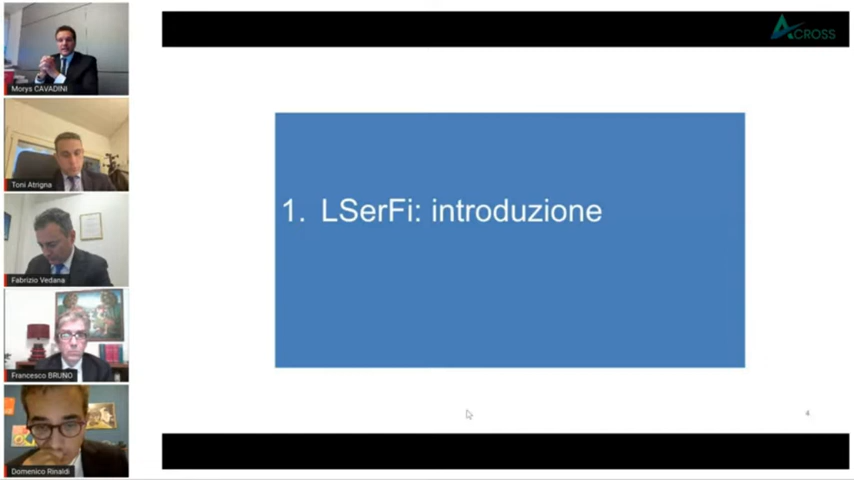 ACROSS
Morys CAVADINI
Toni Atrigna
Fabrizio Vedana
Francesco BRUNO
Domenico Rinaldi
1. LSerFi: introduzione
4